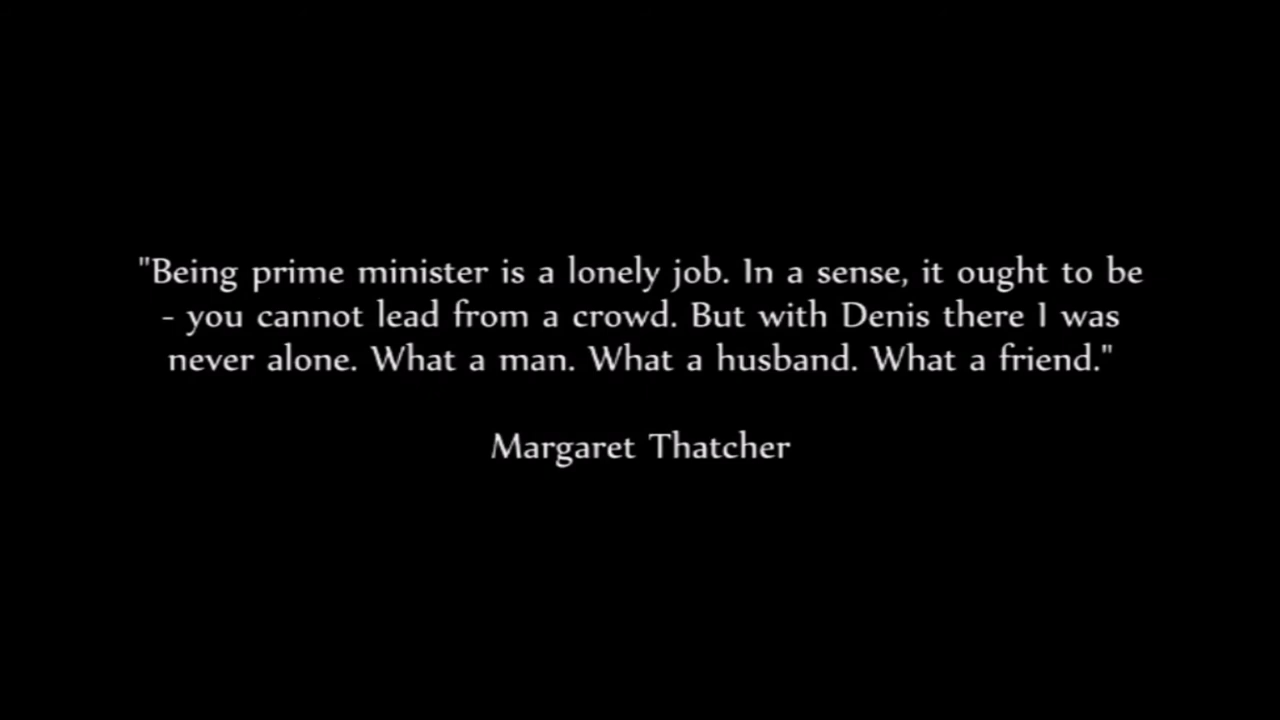 "Being prime minister is a lonely job. In a sense, it ought to be
- you cannot lead from a crowd. But with Denis there I was
never alone. What a man. What a husband. What a friend."
Margaret Thatcher